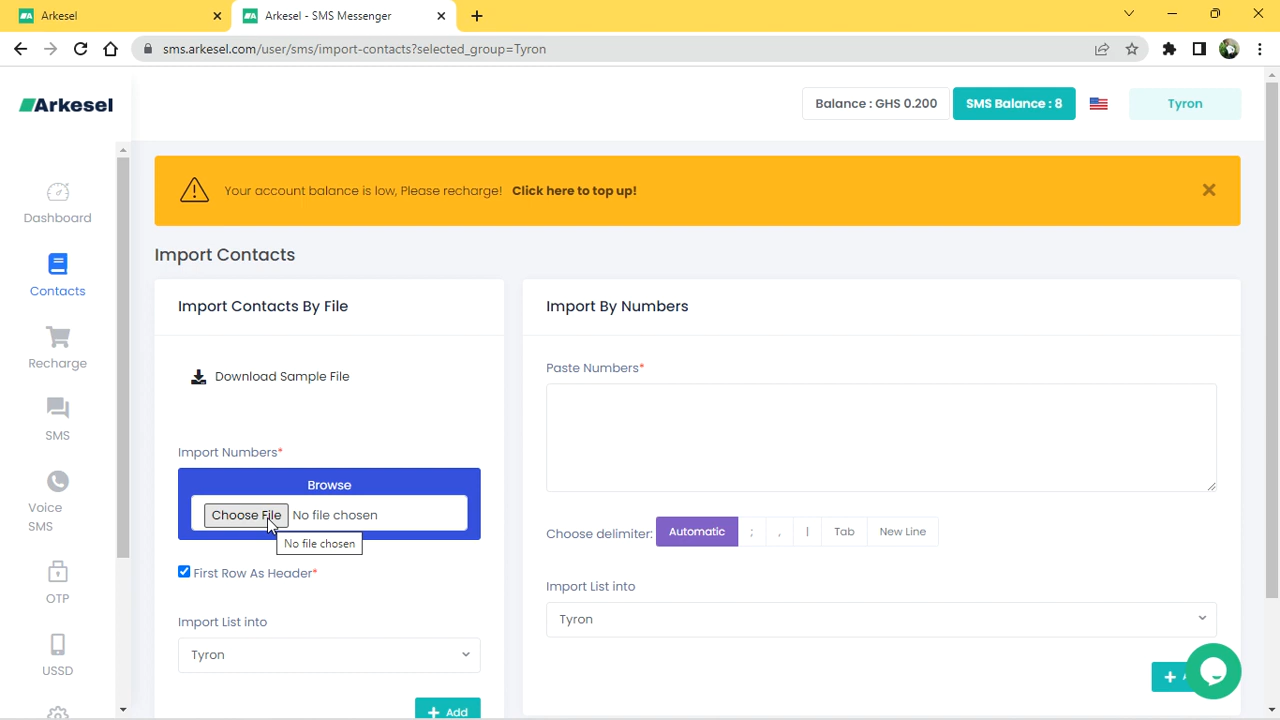 Arkesel
Arkesel - SMS Messenger
sms.arkesel.com/user/sms/import-contacts?selected_group=Tyron
Arkesel
Balance : GHS 0.200
SMS Balance : 8
Tyron
Your account balance is low, Please recharge! Click here to top up!
Dashboard
Contacts
Recharge
SMS
Voice
SMS
OTP
USSD
Import Contacts
Import Contacts By File
Download Sample File
Import Numbers*
Browse
Choose File No file chosen
No file chosen
First Row As Header*
Import List into
Tyron
+ Add
Import By Numbers
Paste Numbers*
Choose delimiter: Automatic ; , | Tab New Line
Import List into
Tyron